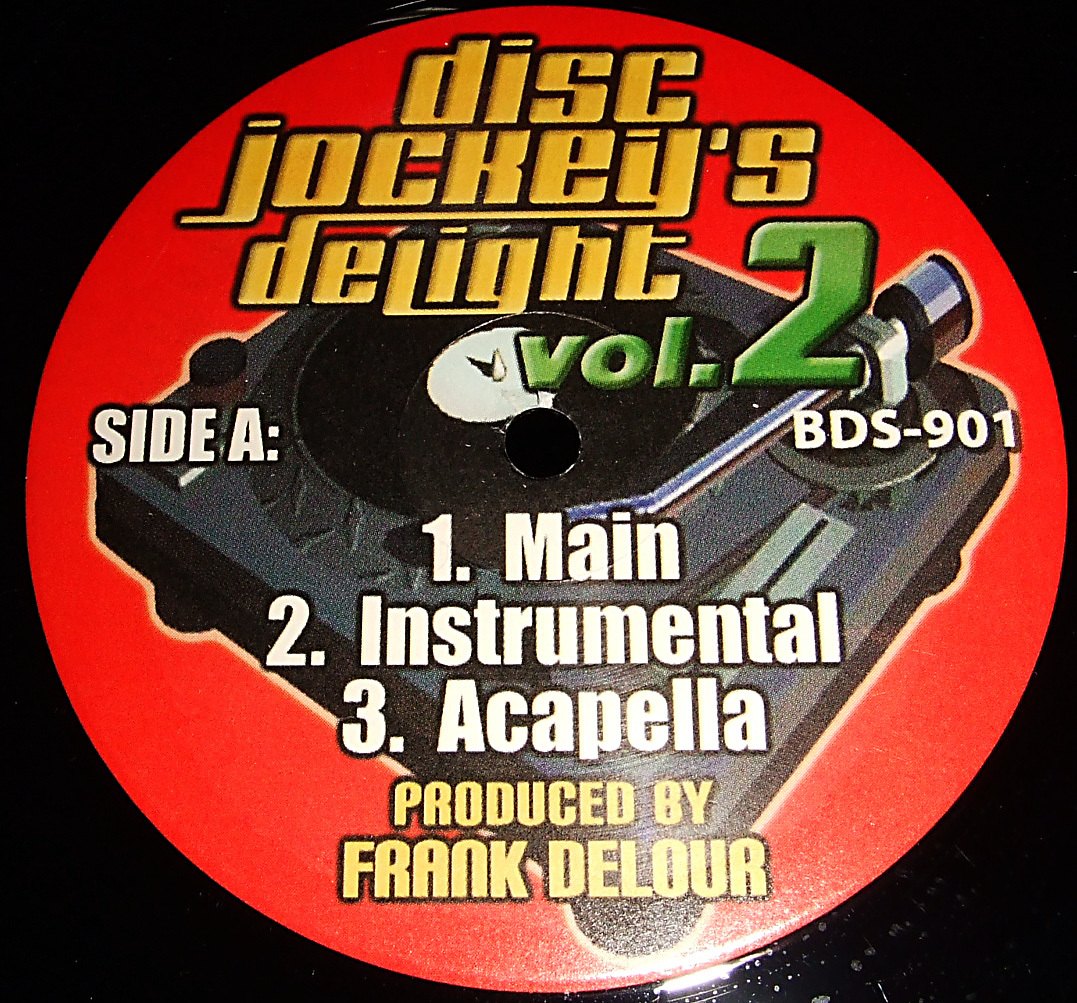 disc
jockey's
delight
vol. 2
SIDE A:
BDS-901
1. Main
2. Instrumental
3. Acapella
PRODUCED BY
FRANK DELOUR